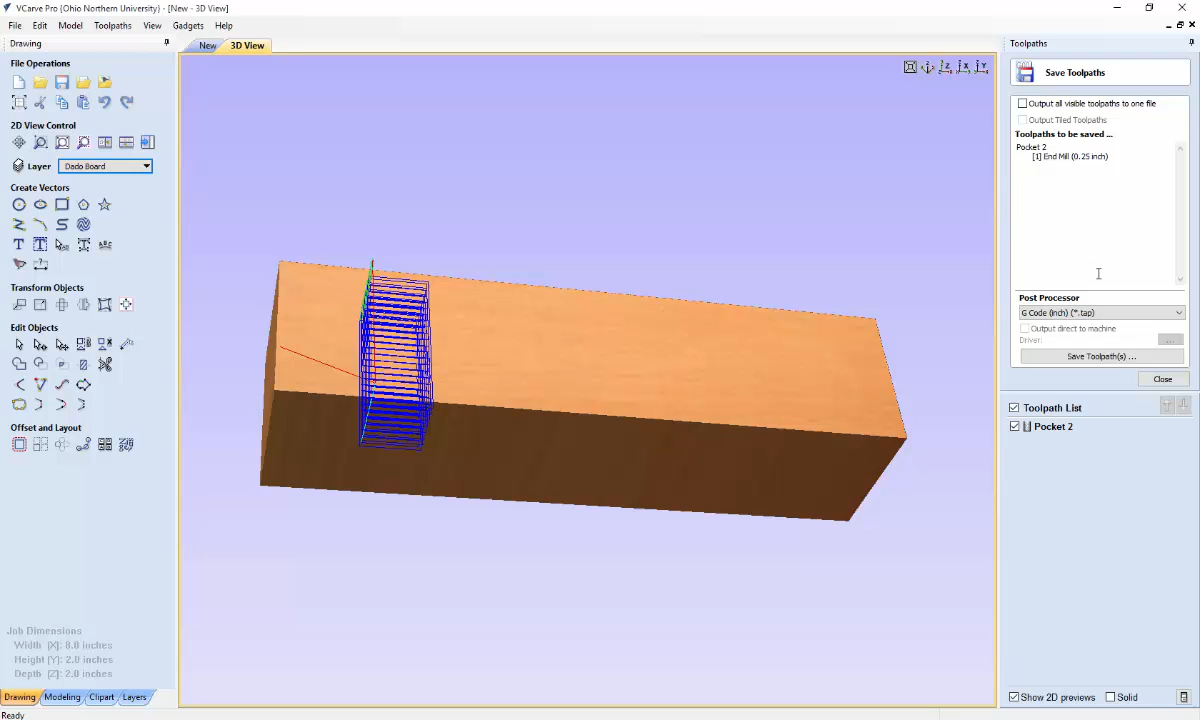 VCarve Pro {Ohio Northern University} - [New - 3D View]
File Edit Model Toolpaths View Gadgets Help
Drawing
File Operations
2D View Control
Layer Dado Board
Create Vectors
Transform Objects
Edit Objects
Offset and Layout
Job Dimensions
Width [X]: 8.0 inches
Height [Y]: 2.0 inches
Depth [Z]: 2.0 inches
Drawing Modeling Clipart Layers
Ready
New 3D View
Toolpaths
Save Toolpaths
Output all visible toolpaths to one file
Output Tiled Toolpaths
Toolpaths to be saved ...
Pocket 2
[1] End Mill (0.25 inch)
Post Processor
G Code (inch) (*.tap)
Output direct to machine
Driver:
...
Save Toolpath(s) ...
Close
Toolpath List
Pocket 2
Show 2D previews Solid